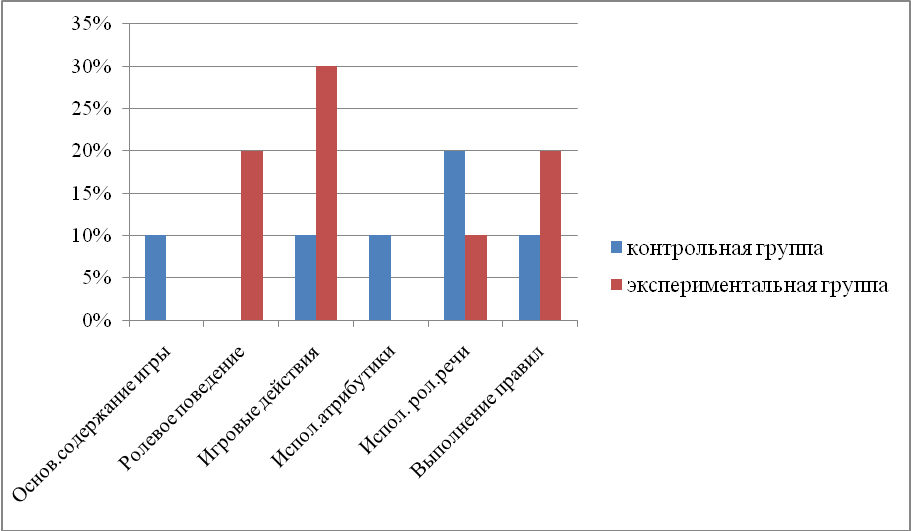 35%
30%
25%
20%
15%
10%
5%
0%
Основ.содержание игры
Ролевое поведение
Игровые действия
Испол.атрибутики
Испол. рол.речи
Выполнение правил
контрольная группа
экспериментальная группа